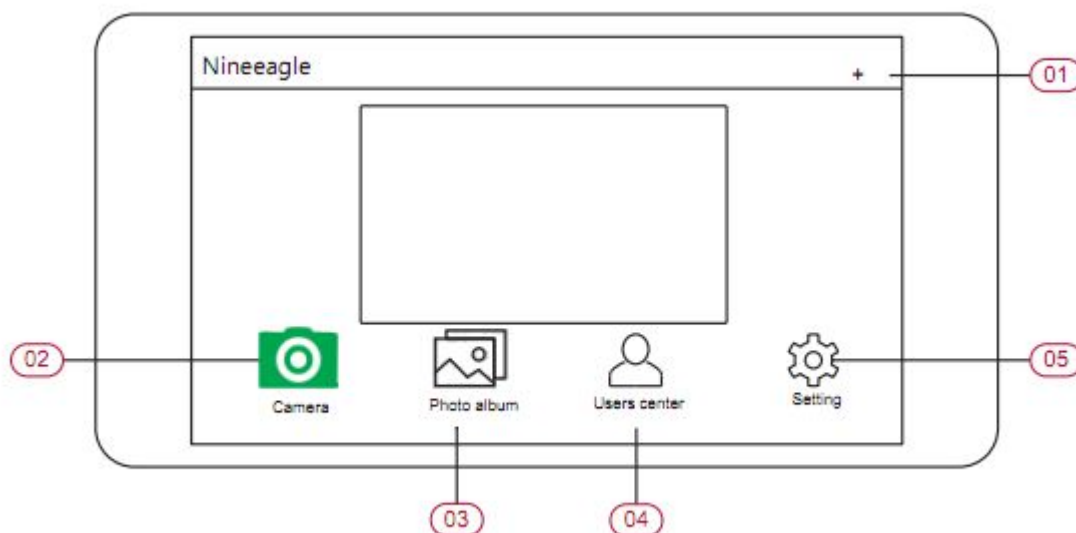 Nineeagle
+
01
02
05
Camera
Photo album
Users center
Setting
03
04